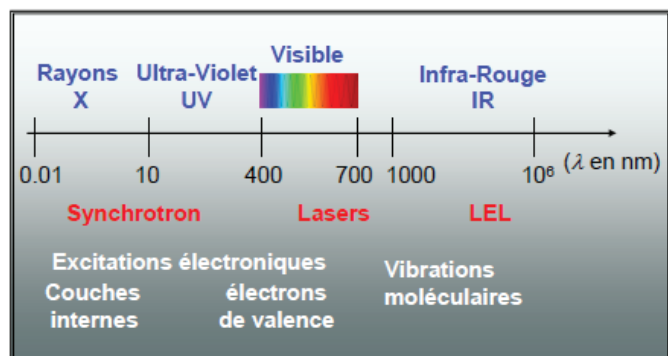 Visible
Rayons Ultra-Violet Infra-Rouge
X UV IR
0.01 10 400 700 1000 10⁶ (λ en nm)
Synchrotron Lasers LEL
Excitations électroniques
Couches électrons
internes de valence
Vibrations
moléculaires